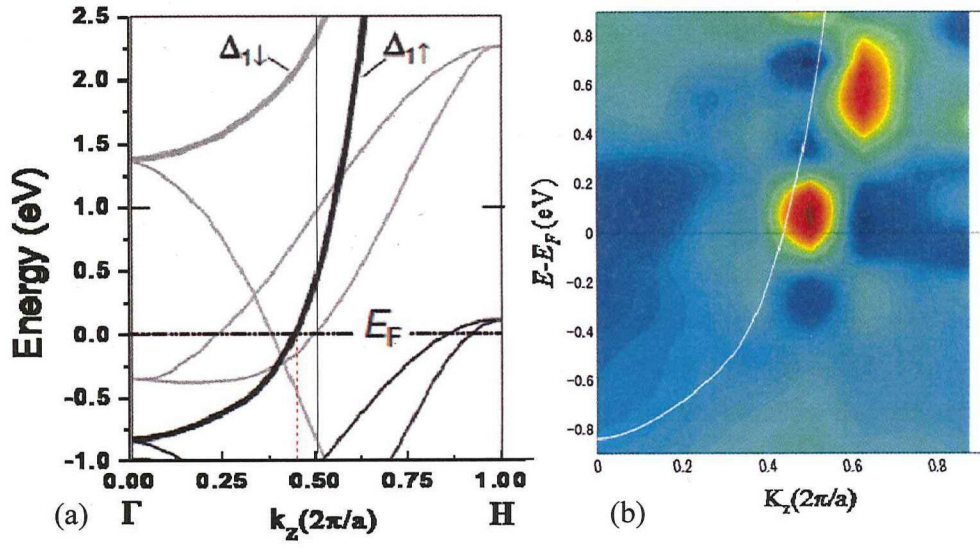 Δ1↓
Δ1↑
2.5
2.0
1.5
1.0
0.5
0.0
-0.5
-1.0
Energy (eV)
EF
0.00
0.25
0.50
0.75
1.00
(a)
Γ
kz(2π/a)
H
0.8
0.6
0.4
0.2
0
-0.2
-0.4
-0.6
-0.8
E-EF(eV)
0
0.2
0.4
0.6
0.8
Kz(2π/a)
(b)